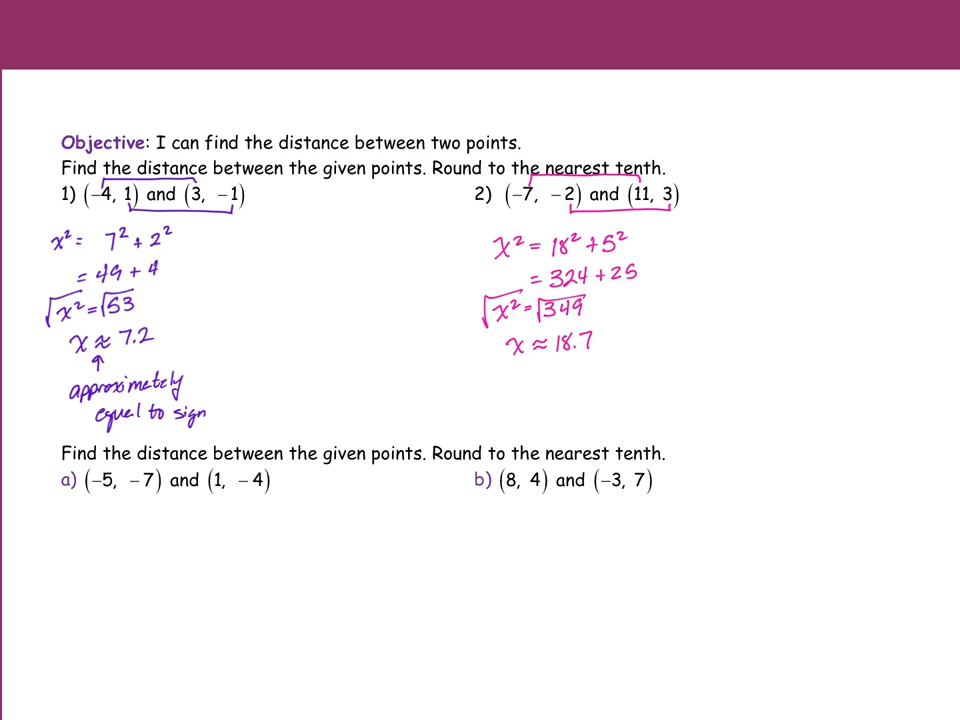 Objective: I can find the distance between two points.
Find the distance between the given points. Round to the nearest tenth.
1) (−4, 1) and (3, −1)
2) (−7, −2) and (11, 3)
x² = 7² + 2²
= 49 + 4
√x² = √53
x ≈ 7.2
↑
approximately
equal to sign
x² = 18² + 5²
= 324 + 25
√x² = √349
x ≈ 18.7
Find the distance between the given points. Round to the nearest tenth.
a) (−5, −7) and (1, −4)
b) (8, 4) and (−3, 7)